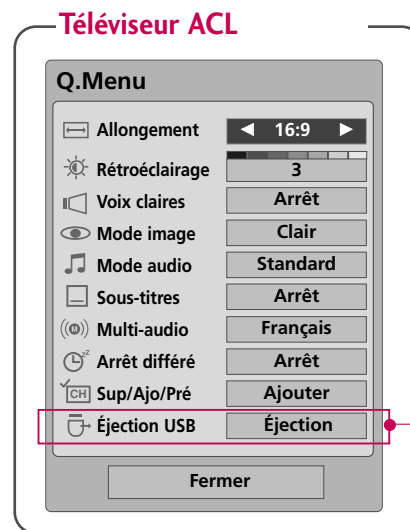 Téléviseur ACL
Q.Menu
Allongement ◄ 16:9 ►
Rétroéclairage 3
Voix claires Arrêt
Mode image Clair
Mode audio Standard
Sous-titres Arrêt
Multi-audio Français
Arrêt différé Arrêt
Sup/Ajo/Pré Ajouter
Éjection USB Éjection
Fermer